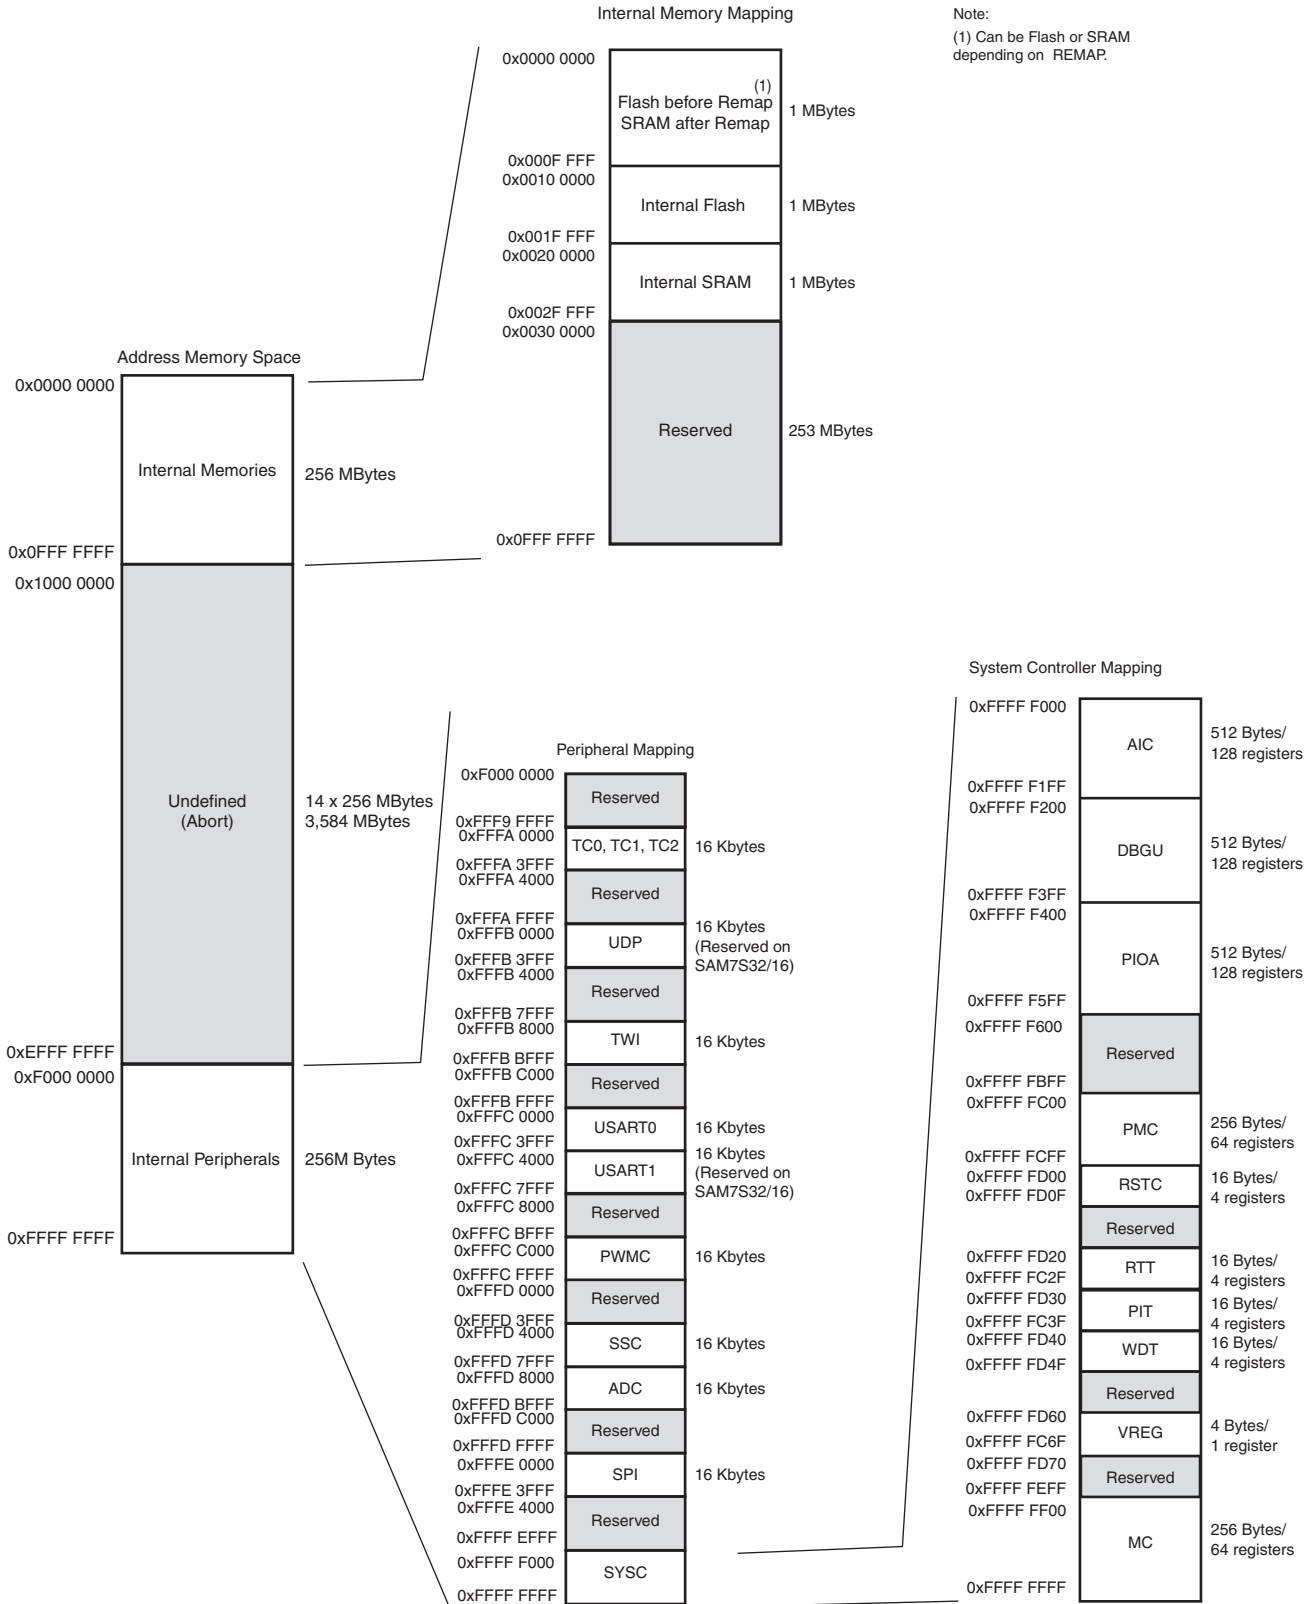 Internal Memory Mapping
Note:
(1) Can be Flash or SRAM
depending on REMAP.
0x0000 0000
(1)
Flash before Remap
SRAM after Remap
1 MBytes
0x000F FFF
0x0010 0000
Internal Flash
1 MBytes
0x001F FFF
0x0020 0000
Internal SRAM
1 MBytes
0x002F FFF
0x0030 0000
Reserved
253 MBytes
0x0FFF FFFF
Address Memory Space
0x0000 0000
Internal Memories
256 MBytes
0x0FFF FFFF
0x1000 0000
Undefined
(Abort)
14 x 256 MBytes
3,584 MBytes
0xEFFF FFFF
0xF000 0000
Internal Peripherals
256M Bytes
0xFFFF FFFF
Peripheral Mapping
0xF000 0000
Reserved
0xFFF9 FFFF
0xFFFA 0000
TC0, TC1, TC2
16 Kbytes
0xFFFA 3FFF
0xFFFA 4000
Reserved
0xFFFA FFFF
0xFFFB 0000
UDP
16 Kbytes
(Reserved on
SAM7S32/16)
0xFFFB 3FFF
0xFFFB 4000
Reserved
0xFFFB 7FFF
0xFFFB 8000
TWI
16 Kbytes
0xFFFB BFFF
0xFFFB C000
Reserved
0xFFFB FFFF
0xFFFC 0000
USART0
16 Kbytes
0xFFFC 3FFF
0xFFFC 4000
USART1
16 Kbytes
(Reserved on
SAM7S32/16)
0xFFFC 7FFF
0xFFFC 8000
Reserved
0xFFFC BFFF
0xFFFC C000
PWMC
16 Kbytes
0xFFFC FFFF
0xFFFD 0000
Reserved
0xFFFD 3FFF
0xFFFD 4000
SSC
16 Kbytes
0xFFFD 7FFF
0xFFFD 8000
ADC
16 Kbytes
0xFFFD BFFF
0xFFFD C000
Reserved
0xFFFD FFFF
0xFFFE 0000
SPI
16 Kbytes
0xFFFE 3FFF
0xFFFE 4000
Reserved
0xFFFF EFFF
0xFFFF F000
SYSC
0xFFFF FFFF
System Controller Mapping
0xFFFF F000
AIC
512 Bytes/
128 registers
0xFFFF F1FF
0xFFFF F200
DBGU
512 Bytes/
128 registers
0xFFFF F3FF
0xFFFF F400
PIOA
512 Bytes/
128 registers
0xFFFF F5FF
0xFFFF F600
Reserved
0xFFFF FBFF
0xFFFF FC00
PMC
256 Bytes/
64 registers
0xFFFF FCFF
0xFFFF FD00
RSTC
16 Bytes/
4 registers
0xFFFF FD0F
Reserved
0xFFFF FD20
RTT
16 Bytes/
4 registers
0xFFFF FC2F
0xFFFF FD30
PIT
16 Bytes/
4 registers
0xFFFF FC3F
0xFFFF FD40
WDT
16 Bytes/
4 registers
0xFFFF FD4F
Reserved
0xFFFF FD60
VREG
4 Bytes/
1 register
0xFFFF FC6F
0xFFFF FD70
Reserved
0xFFFF FEFF
0xFFFF FF00
MC
256 Bytes/
64 registers
0xFFFF FFFF